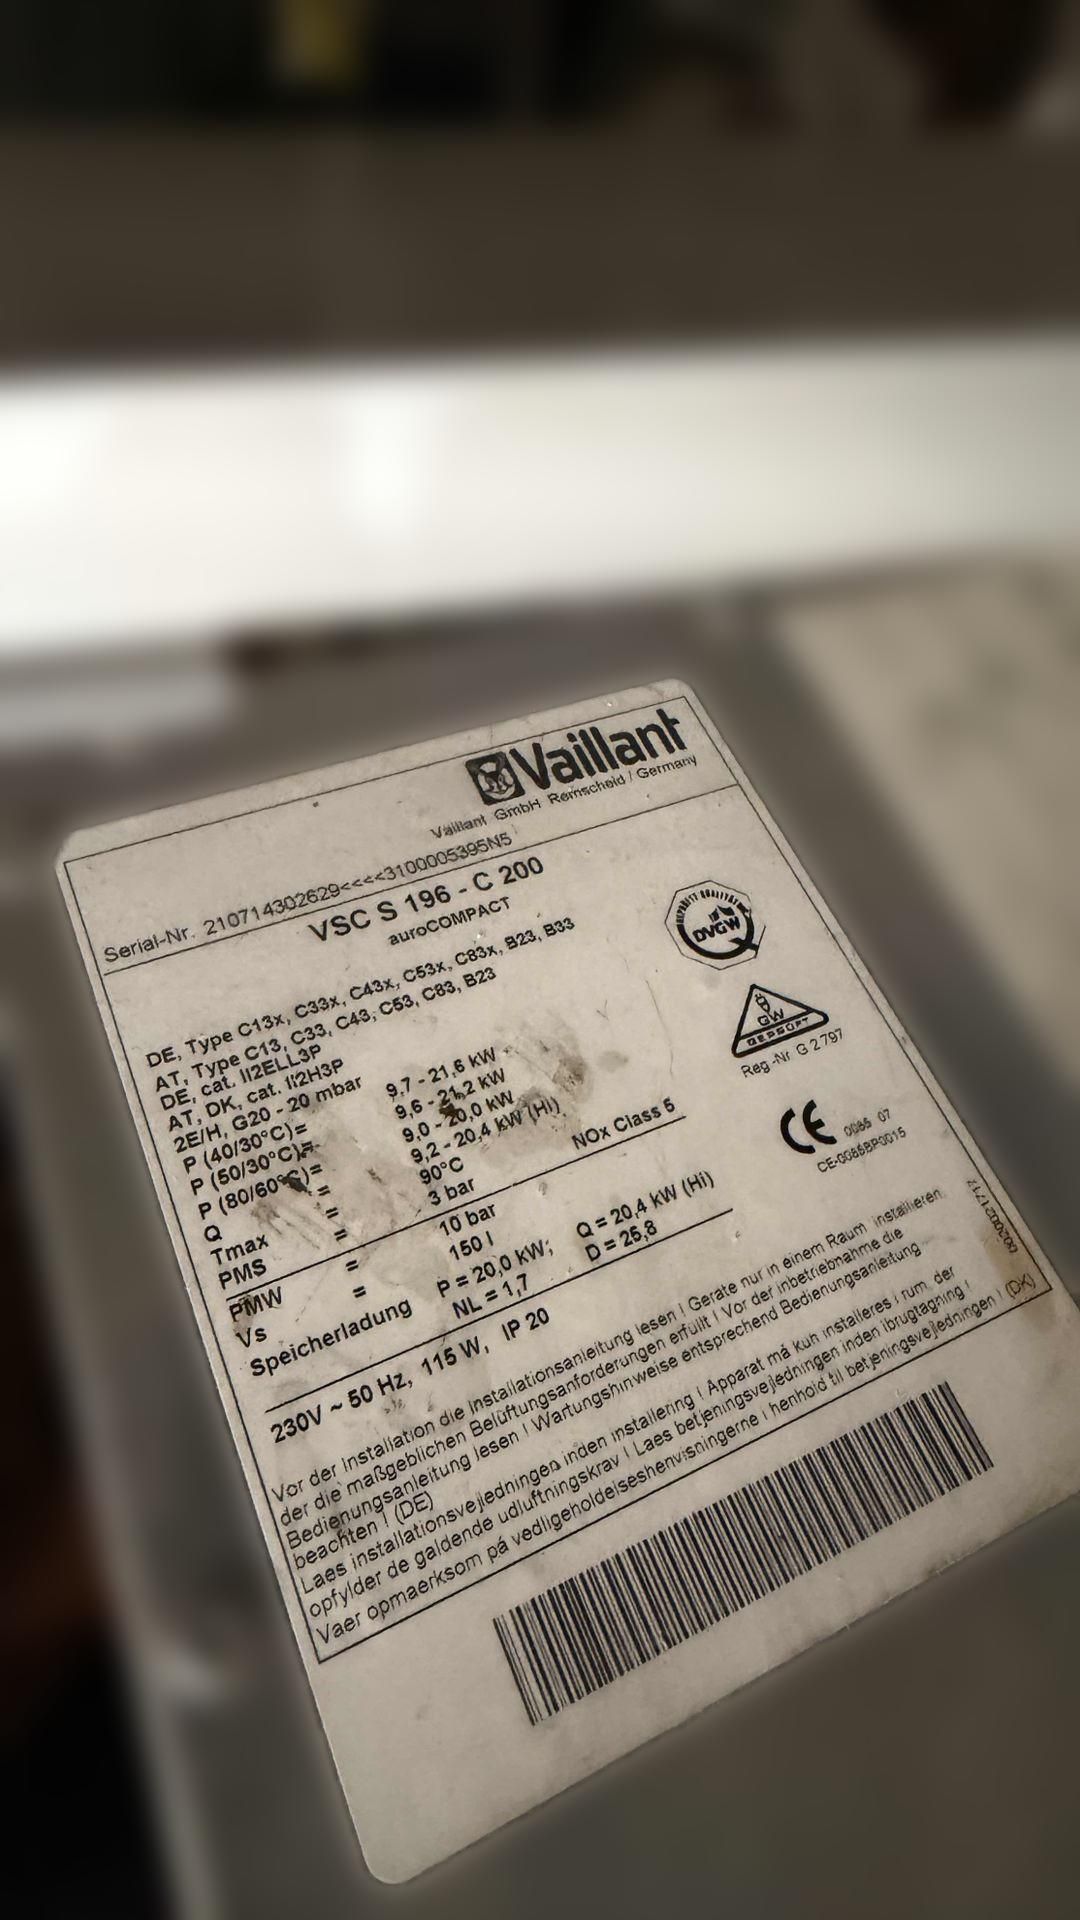 Vaillant
Vaillant GmbH Remscheid / Germany
Serial-Nr. 210714302629<<<<3100005395N5
VSC S 196 - C 200
auroCOMPACT
DE, Type C13x, C33x, C43x, C53x, C83x, B23, B33
AT, Type C13, C33, C43, C53, C83, B23
DE, cat. II2ELL3P
AT, DK, cat. II2H3P
2E/H, G20 - 20 mbar
P (40/30°C)= 9,7 - 21,6 kW
P (50/30°C)= 9,6 - 21,2 kW
P (80/60°C)= 9,0 - 20,0 kW
Q = 9,2 - 20,4 kW (Hi)
Tmax = 90°C
PMS = 3 bar NOx Class 5
PMW = 10 bar
Vs = 150 l
Speicherladung P = 20,0 kW; Q = 20,4 kW (Hi)
NL = 1,7 D = 25,8
230V ~ 50 Hz, 115 W, IP 20
GEPRÜFT QUALITÄT
DVGW
GW
GEPRÜFT
Reg.-Nr G 2 797
CE 0085 07
CE-0085BP0015
Vor der Installation die Installationsanleitung lesen ! Geräte nur in einem Raum installieren,
der die maßgeblichen Belüftungsanforderungen erfüllt ! Vor der Inbetriebnahme die
Bedienungsanleitung lesen ! Wartungshinweise entsprechend Bedienungsanleitung
beachten ! (DE)
Laes installationsvejledningen inden installering ! Apparat má kun installeres i rum, der
opfylder de galdende udluftningskrav ! Laes betjeningsvejledningen inden ibrugtagning !
Vaer opmaerksom pá vedligeholdelseshenvisningerne i henhold til betjeningsvejledningen ! (DK)